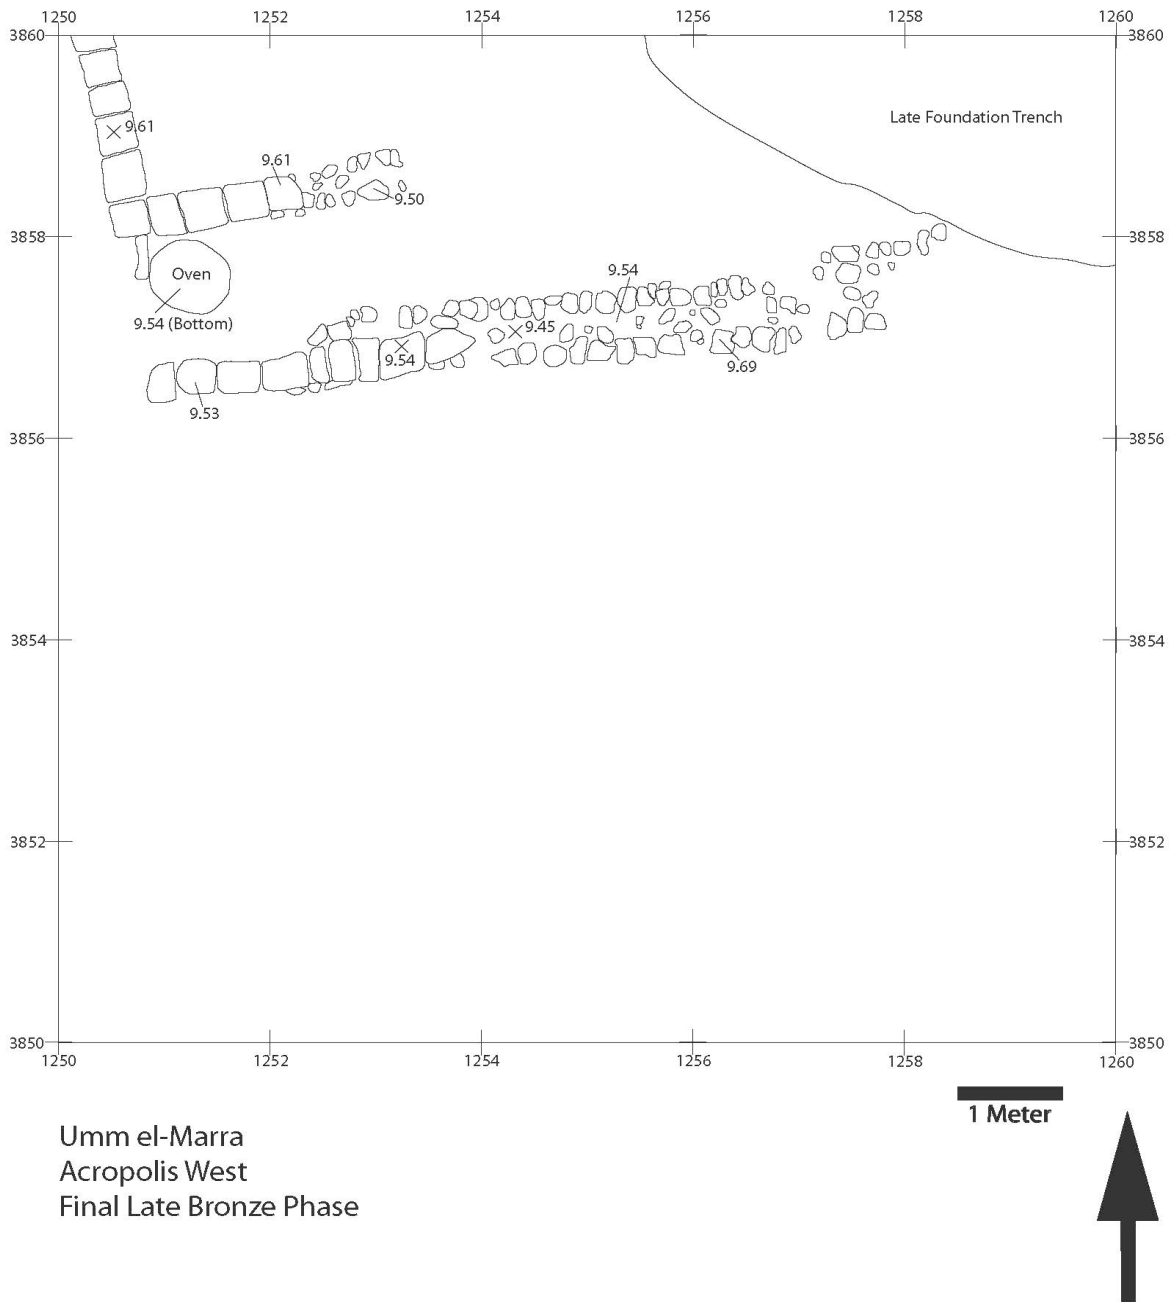 1250 1252 1254 1256 1258 1260
3860 3860
Late Foundation Trench
9.61
9.61
9.50
3858 3858
Oven
9.54
9.54 (Bottom)
9.45
9.54
9.69
9.53
3856 3856
3854 3854
3852 3852
3850 3850
1250 1252 1254 1256 1258 1260
1 Meter
Umm el-Marra
Acropolis West
Final Late Bronze Phase